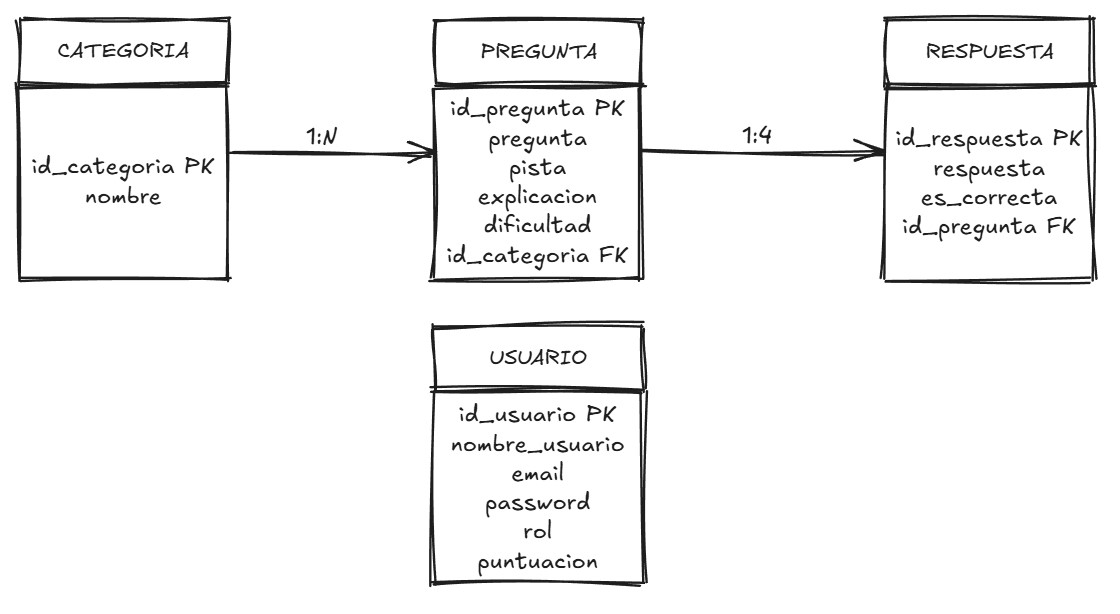 CATEGORIA
id_categoria PK
nombre
1:N
PREGUNTA
id_pregunta PK
pregunta
pista
explicacion
dificultad
id_categoria FK
1:4
RESPUESTA
id_respuesta PK
respuesta
es_correcta
id_pregunta FK
USUARIO
id_usuario PK
nombre_usuario
email
password
rol
puntuacion